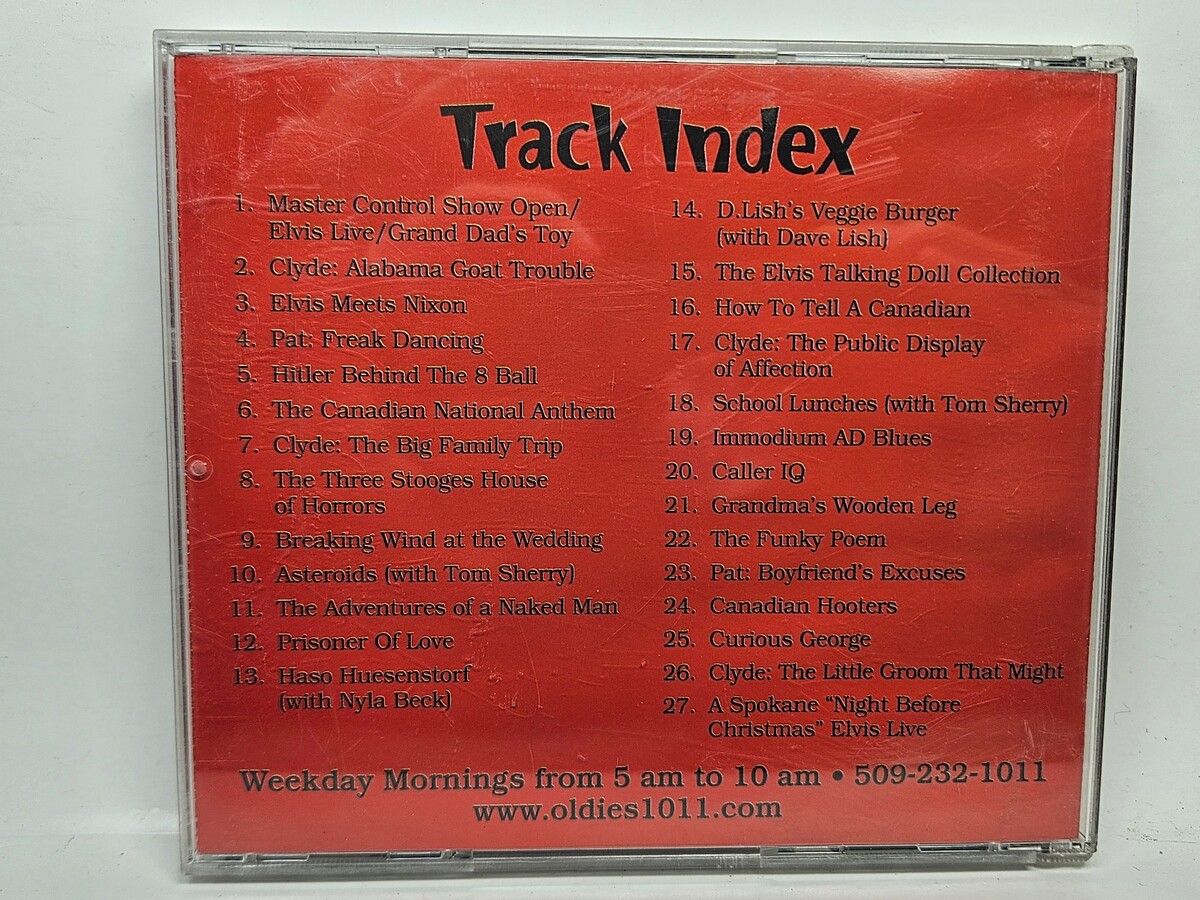 Track Index
1. Master Control Show Open/
Elvis Live/Grand Dad's Toy
2. Clyde: Alabama Goat Trouble
3. Elvis Meets Nixon
4. Pat: Freak Dancing
5. Hitler Behind The 8 Ball
6. The Canadian National Anthem
7. Clyde: The Big Family Trip
8. The Three Stooges House
of Horrors
9. Breaking Wind at the Wedding
10. Asteroids (with Tom Sherry)
11. The Adventures of a Naked Man
12. Prisoner Of Love
13. Haso Huesenstorf
(with Nyla Beck)
14. D.Lish's Veggie Burger
(with Dave Lish)
15. The Elvis Talking Doll Collection
16. How To Tell A Canadian
17. Clyde: The Public Display
of Affection
18. School Lunches (with Tom Sherry)
19. Immodium AD Blues
20. Caller IQ
21. Grandma's Wooden Leg
22. The Funky Poem
23. Pat: Boyfriend's Excuses
24. Canadian Hooters
25. Curious George
26. Clyde: The Little Groom That Might
27. A Spokane "Night Before
Christmas" Elvis Live
Weekday Mornings from 5 am to 10 am • 509-232-1011
www.oldies1011.com